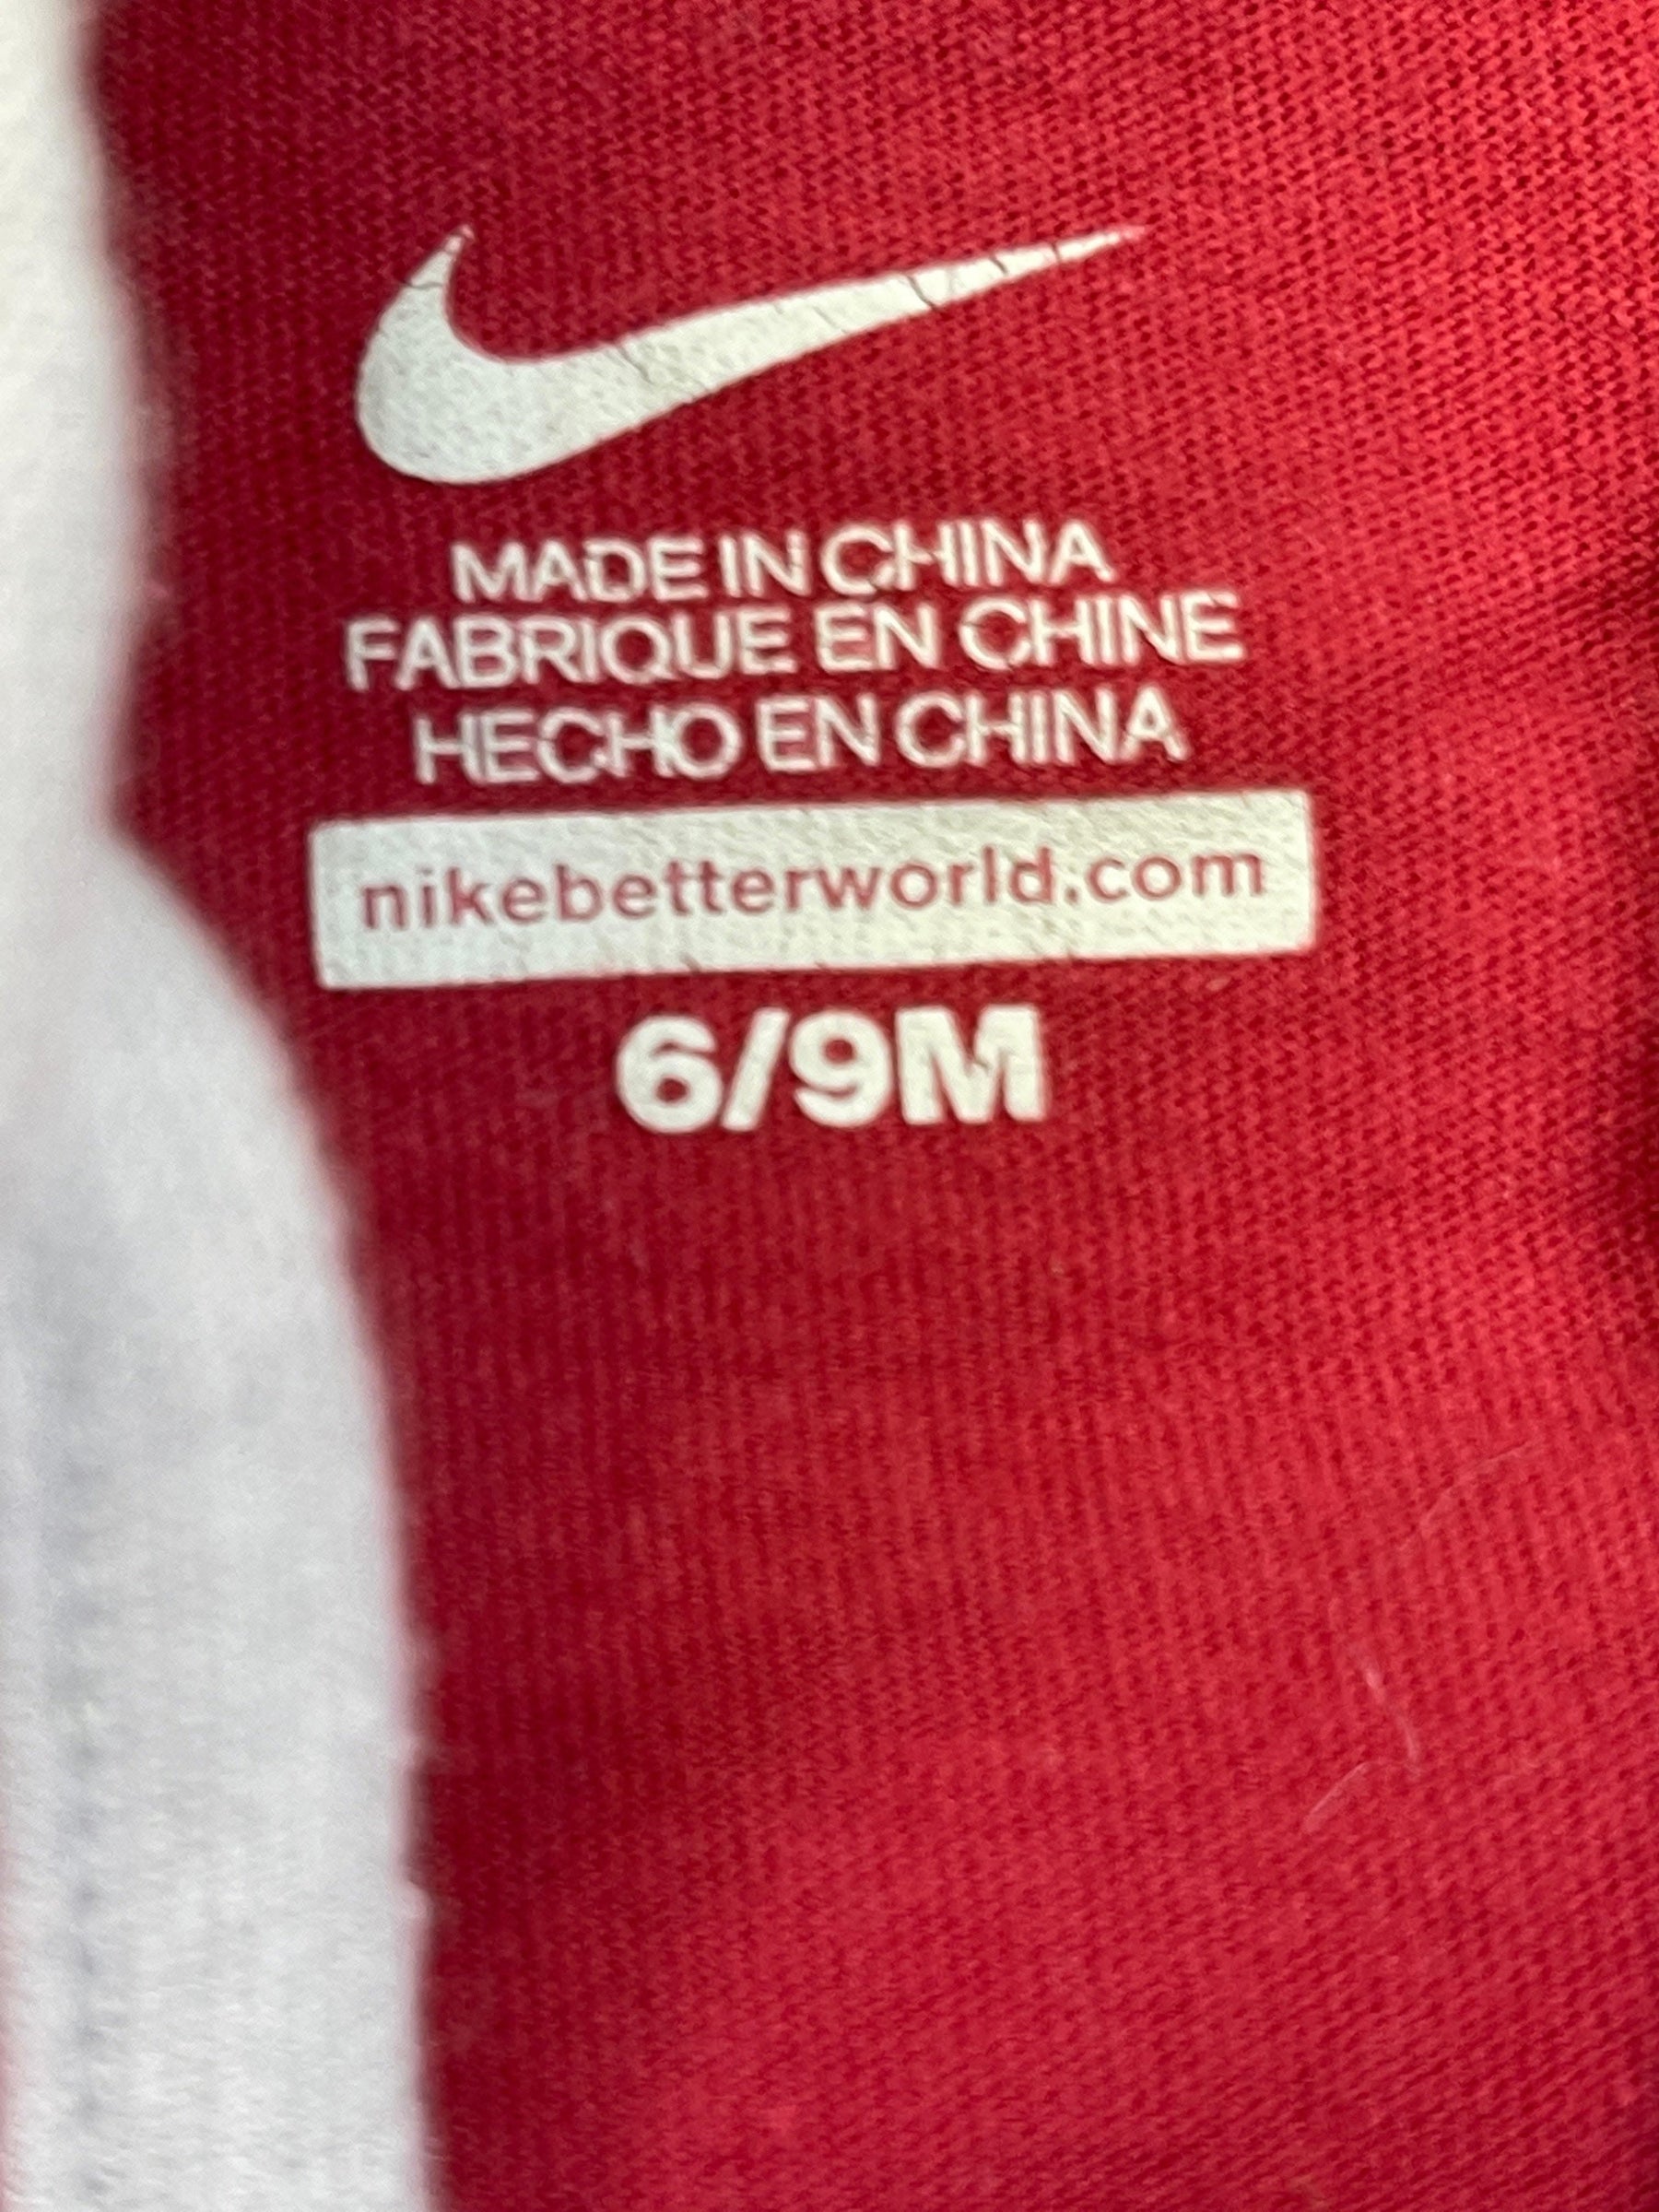 MADE IN CHINA
FABRIQUE EN CHINE
HECHO EN CHINA
nikebetterworld.com
6/9M